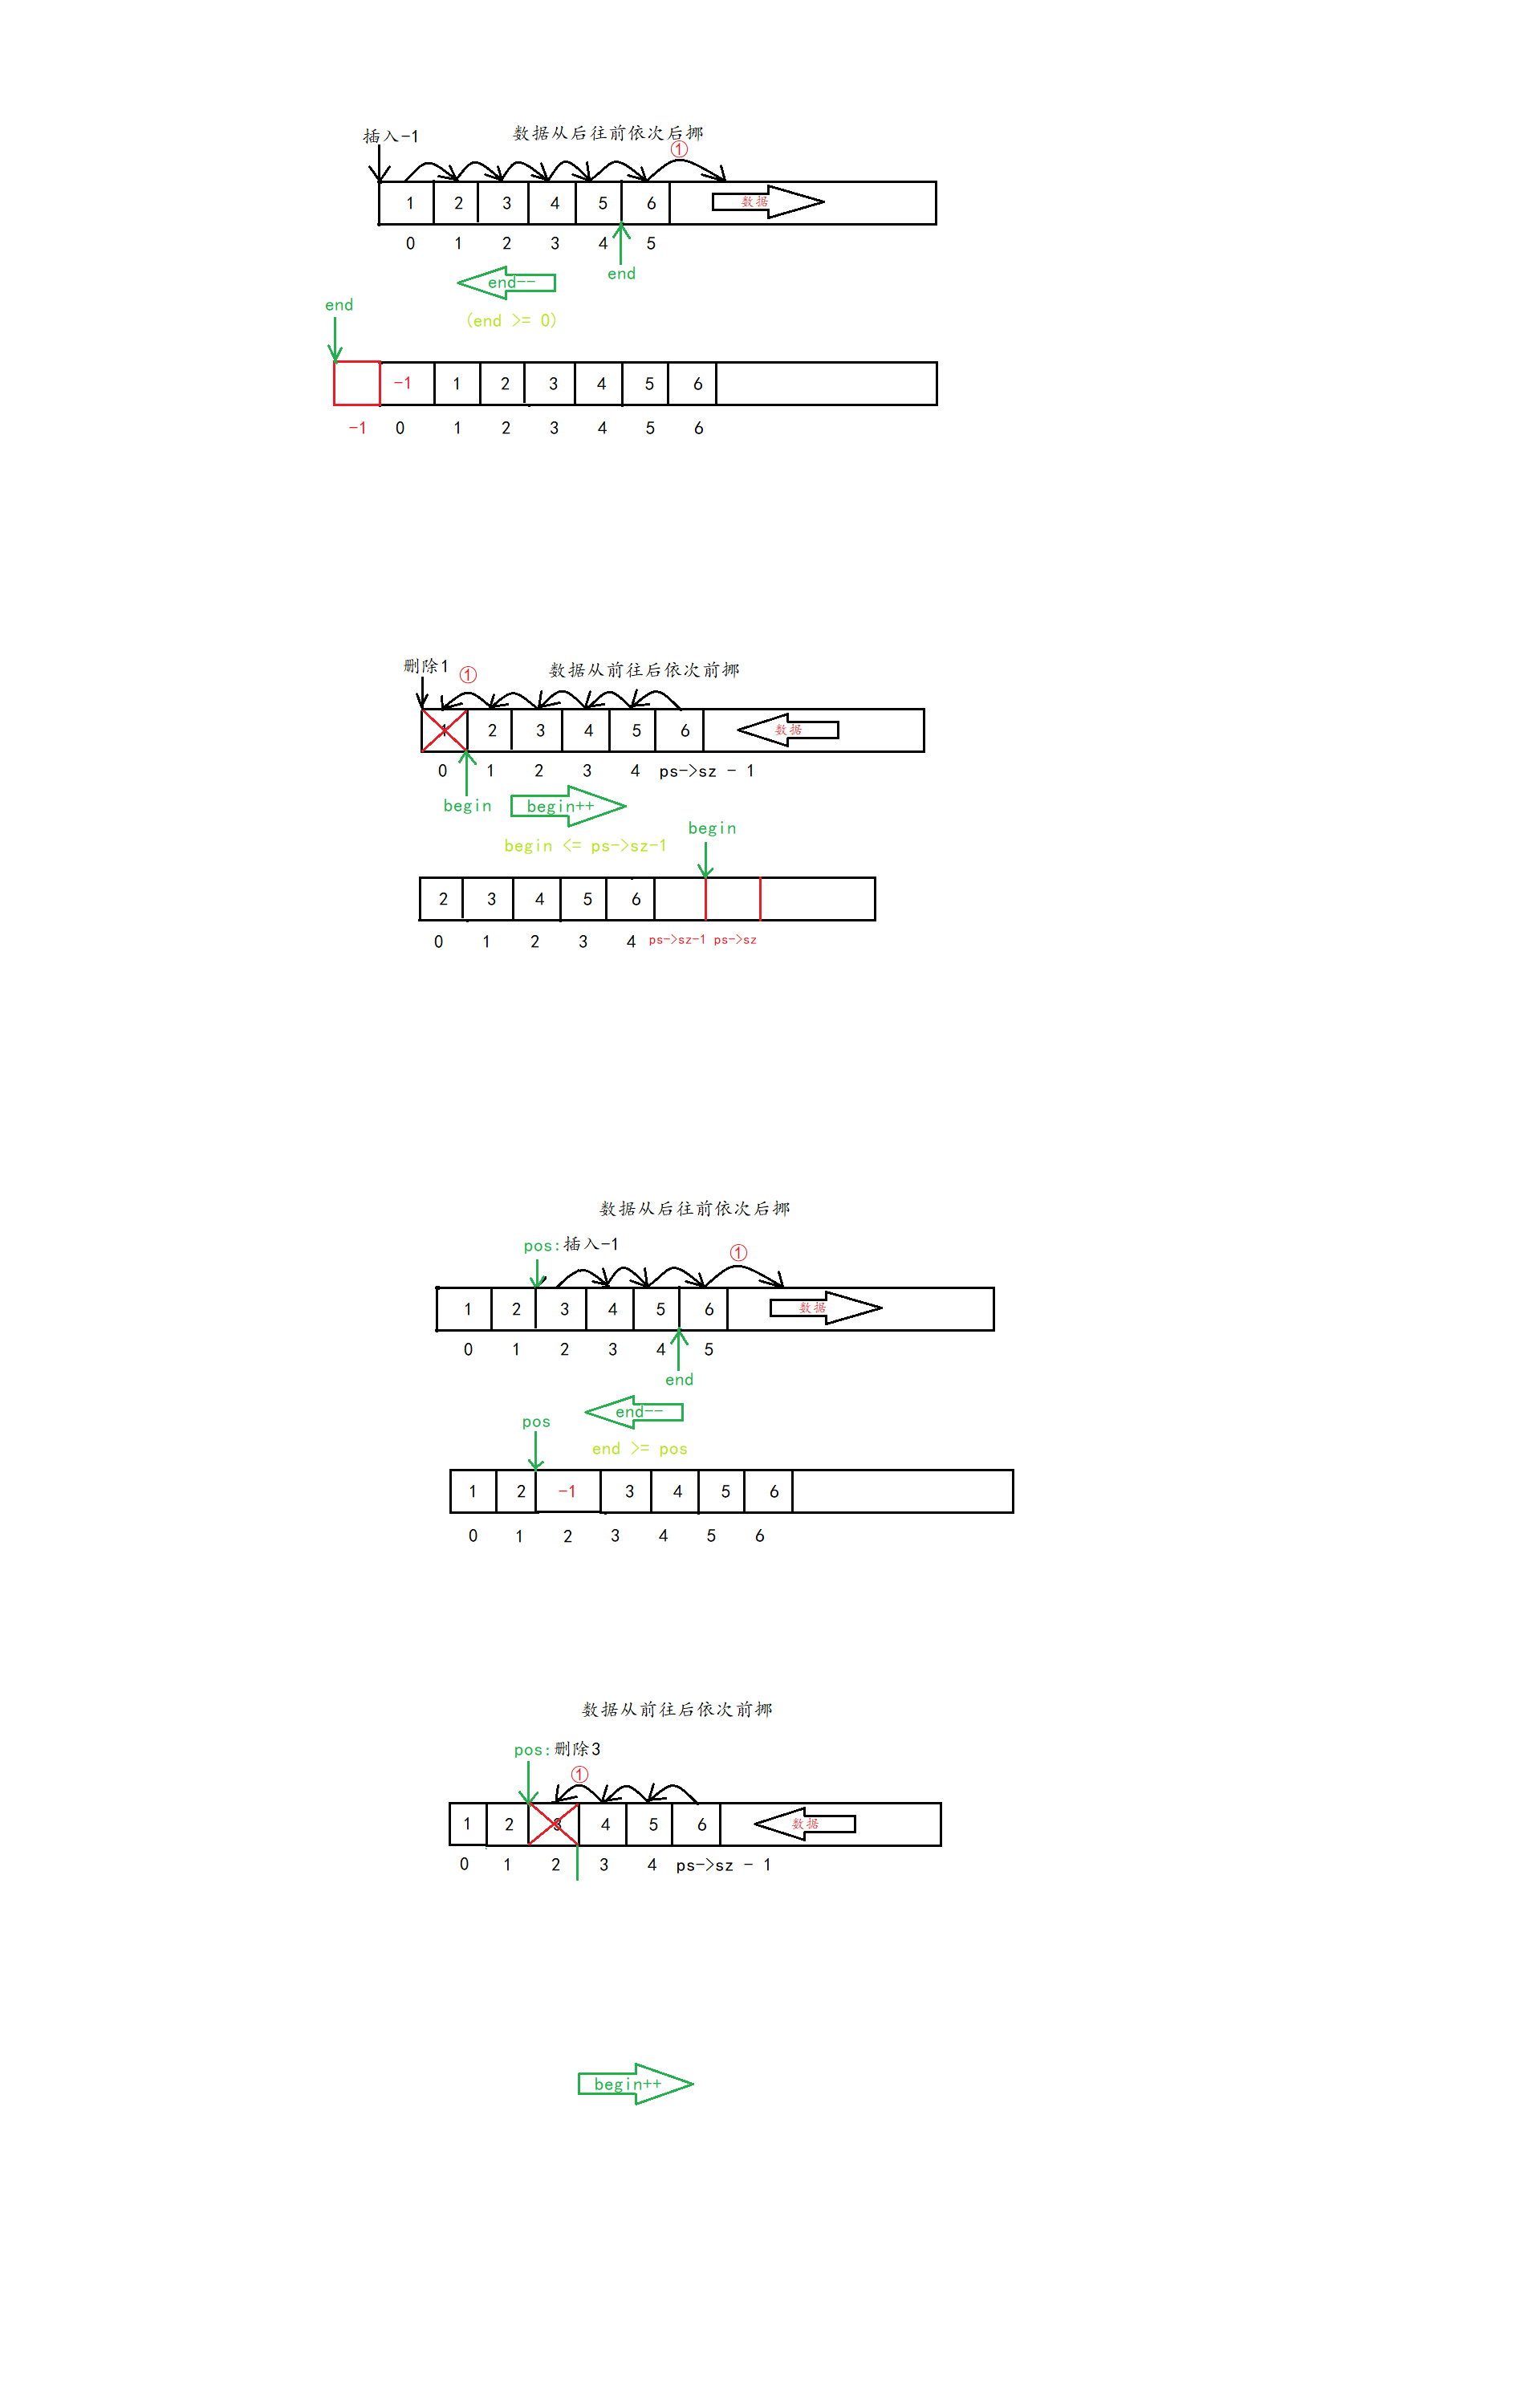 插入-1
数据从后往前依次后挪
①
1 2 3 4 5 6 数据
0 1 2 3 4 5
end
end--
end
(end >= 0)
-1 1 2 3 4 5 6
-1 0 1 2 3 4 5 6
删除1
数据从前往后依次前挪
①
1 2 3 4 5 6 数据
0 1 2 3 4 ps->sz - 1
begin
begin++
begin
begin <= ps->sz-1
2 3 4 5 6
0 1 2 3 4 ps->sz-1 ps->sz
数据从后往前依次后挪
pos:插入-1
①
1 2 3 4 5 6 数据
0 1 2 3 4 5
end
end--
pos
end >= pos
1 2 -1 3 4 5 6
0 1 2 3 4 5 6
数据从前往后依次前挪
pos:删除3
①
1 2 3 4 5 6 数据
0 1 2 3 4 ps->sz - 1
begin++